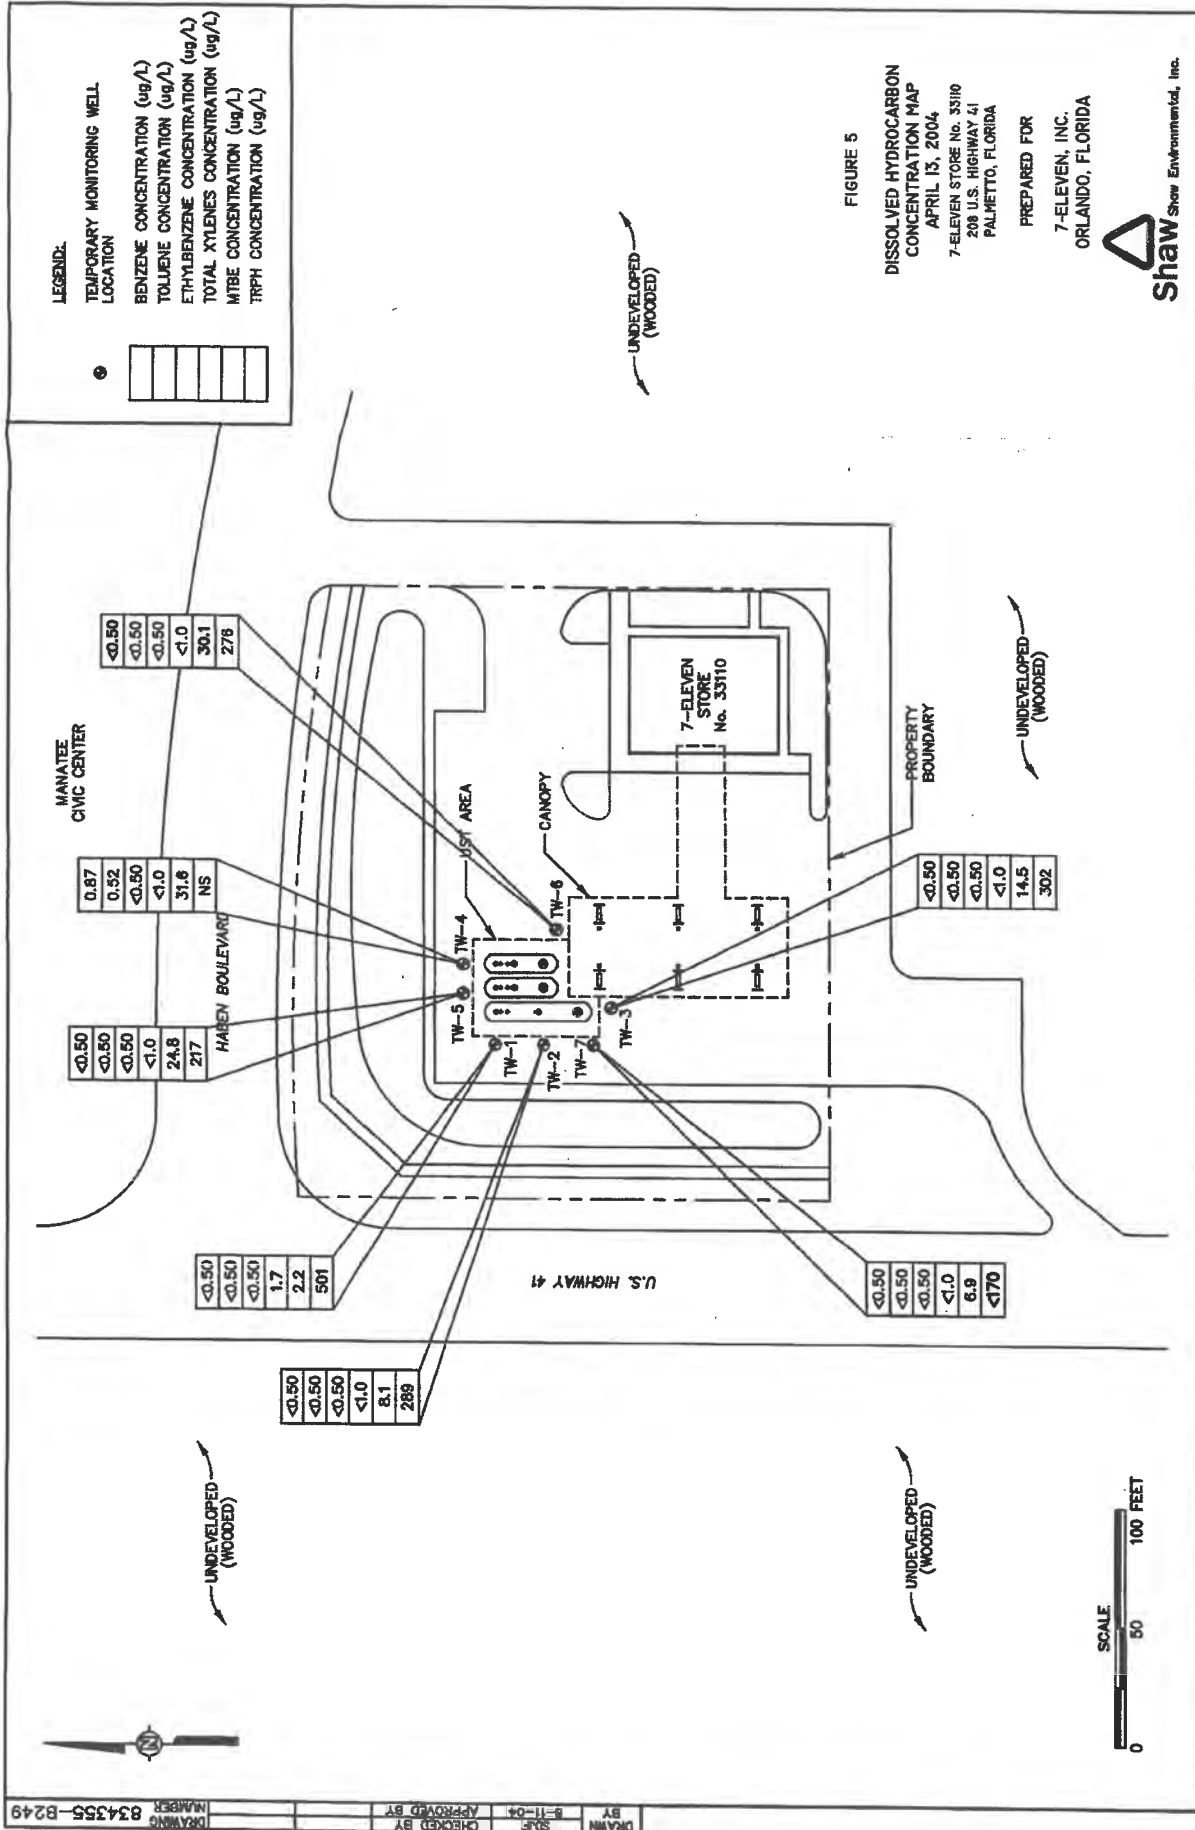 LEGEND:
TEMPORARY MONITORING WELL
LOCATION
BENZENE CONCENTRATION (ug/L)
TOLUENE CONCENTRATION (ug/L)
ETHYLBENZENE CONCENTRATION (ug/L)
TOTAL XYLENES CONCENTRATION (ug/L)
MTBE CONCENTRATION (ug/L)
TRPH CONCENTRATION (ug/L)
MANATEE
CIVIC CENTER
<0.50
<0.50
<0.50
<1.0
30.1
276
0.87
0.52
<0.50
<1.0
31.6
NS
<0.50
<0.50
<0.50
<1.0
24.8
217
HABEN BOULEVARD
<0.50
<0.50
<0.50
1.7
2.2
501
<0.50
<0.50
<0.50
<1.0
8.1
289
UST AREA
CANOPY
TW-4
TW-5
TW-6
TW-1
TW-2
TW-7
TW-3
7-ELEVEN
STORE
No. 33110
PROPERTY
BOUNDARY
<0.50
<0.50
<0.50
<1.0
14.5
302
<0.50
<0.50
<0.50
<1.0
6.9
<170
U.S. HIGHWAY 41
UNDEVELOPED
(WOODED)
UNDEVELOPED
(WOODED)
UNDEVELOPED
(WOODED)
UNDEVELOPED
(WOODED)
N
SCALE
0 50 100 FEET
FIGURE 5
DISSOLVED HYDROCARBON
CONCENTRATION MAP
APRIL 13, 2004
7-ELEVEN STORE No. 33110
208 U.S. HIGHWAY 41
PALMETTO, FLORIDA
PREPARED FOR
7-ELEVEN, INC.
ORLANDO, FLORIDA
Shaw Shaw Environmental, Inc.
DRAWN
BY
CHECKED BY
APPROVED BY
DRAWING
NUMBER
834355-B249